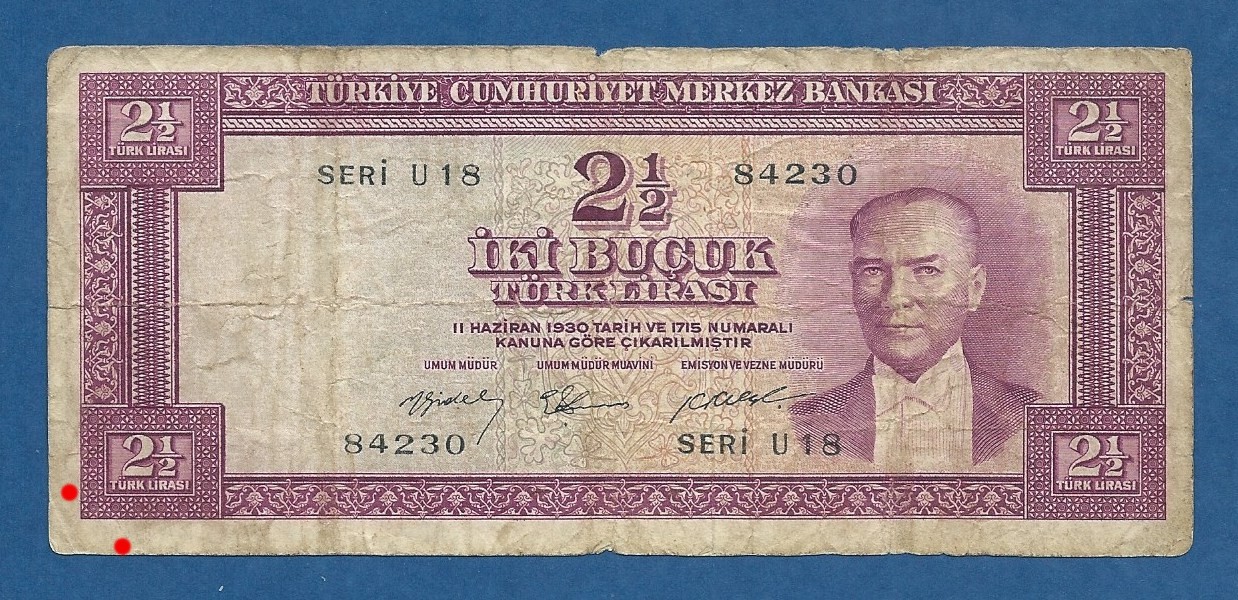 TÜRKİYE CUMHURİYET MERKEZ BANKASI
2½ 2½
TÜRK LİRASI TÜRK LİRASI
SERİ U 18 2½ 84230
İKİ BUÇUK
TÜRK LİRASI
11 HAZİRAN 1930 TARİH VE 1715 NUMARALI
KANUNA GÖRE ÇIKARILMIŞTIR
UMUM MÜDÜR UMUM MÜDÜR MUAVİNİ EMİSYON VE VEZNE MÜDÜRÜ
84230 SERİ U 18
2½ 2½
TÜRK LİRASI TÜRK LİRASI